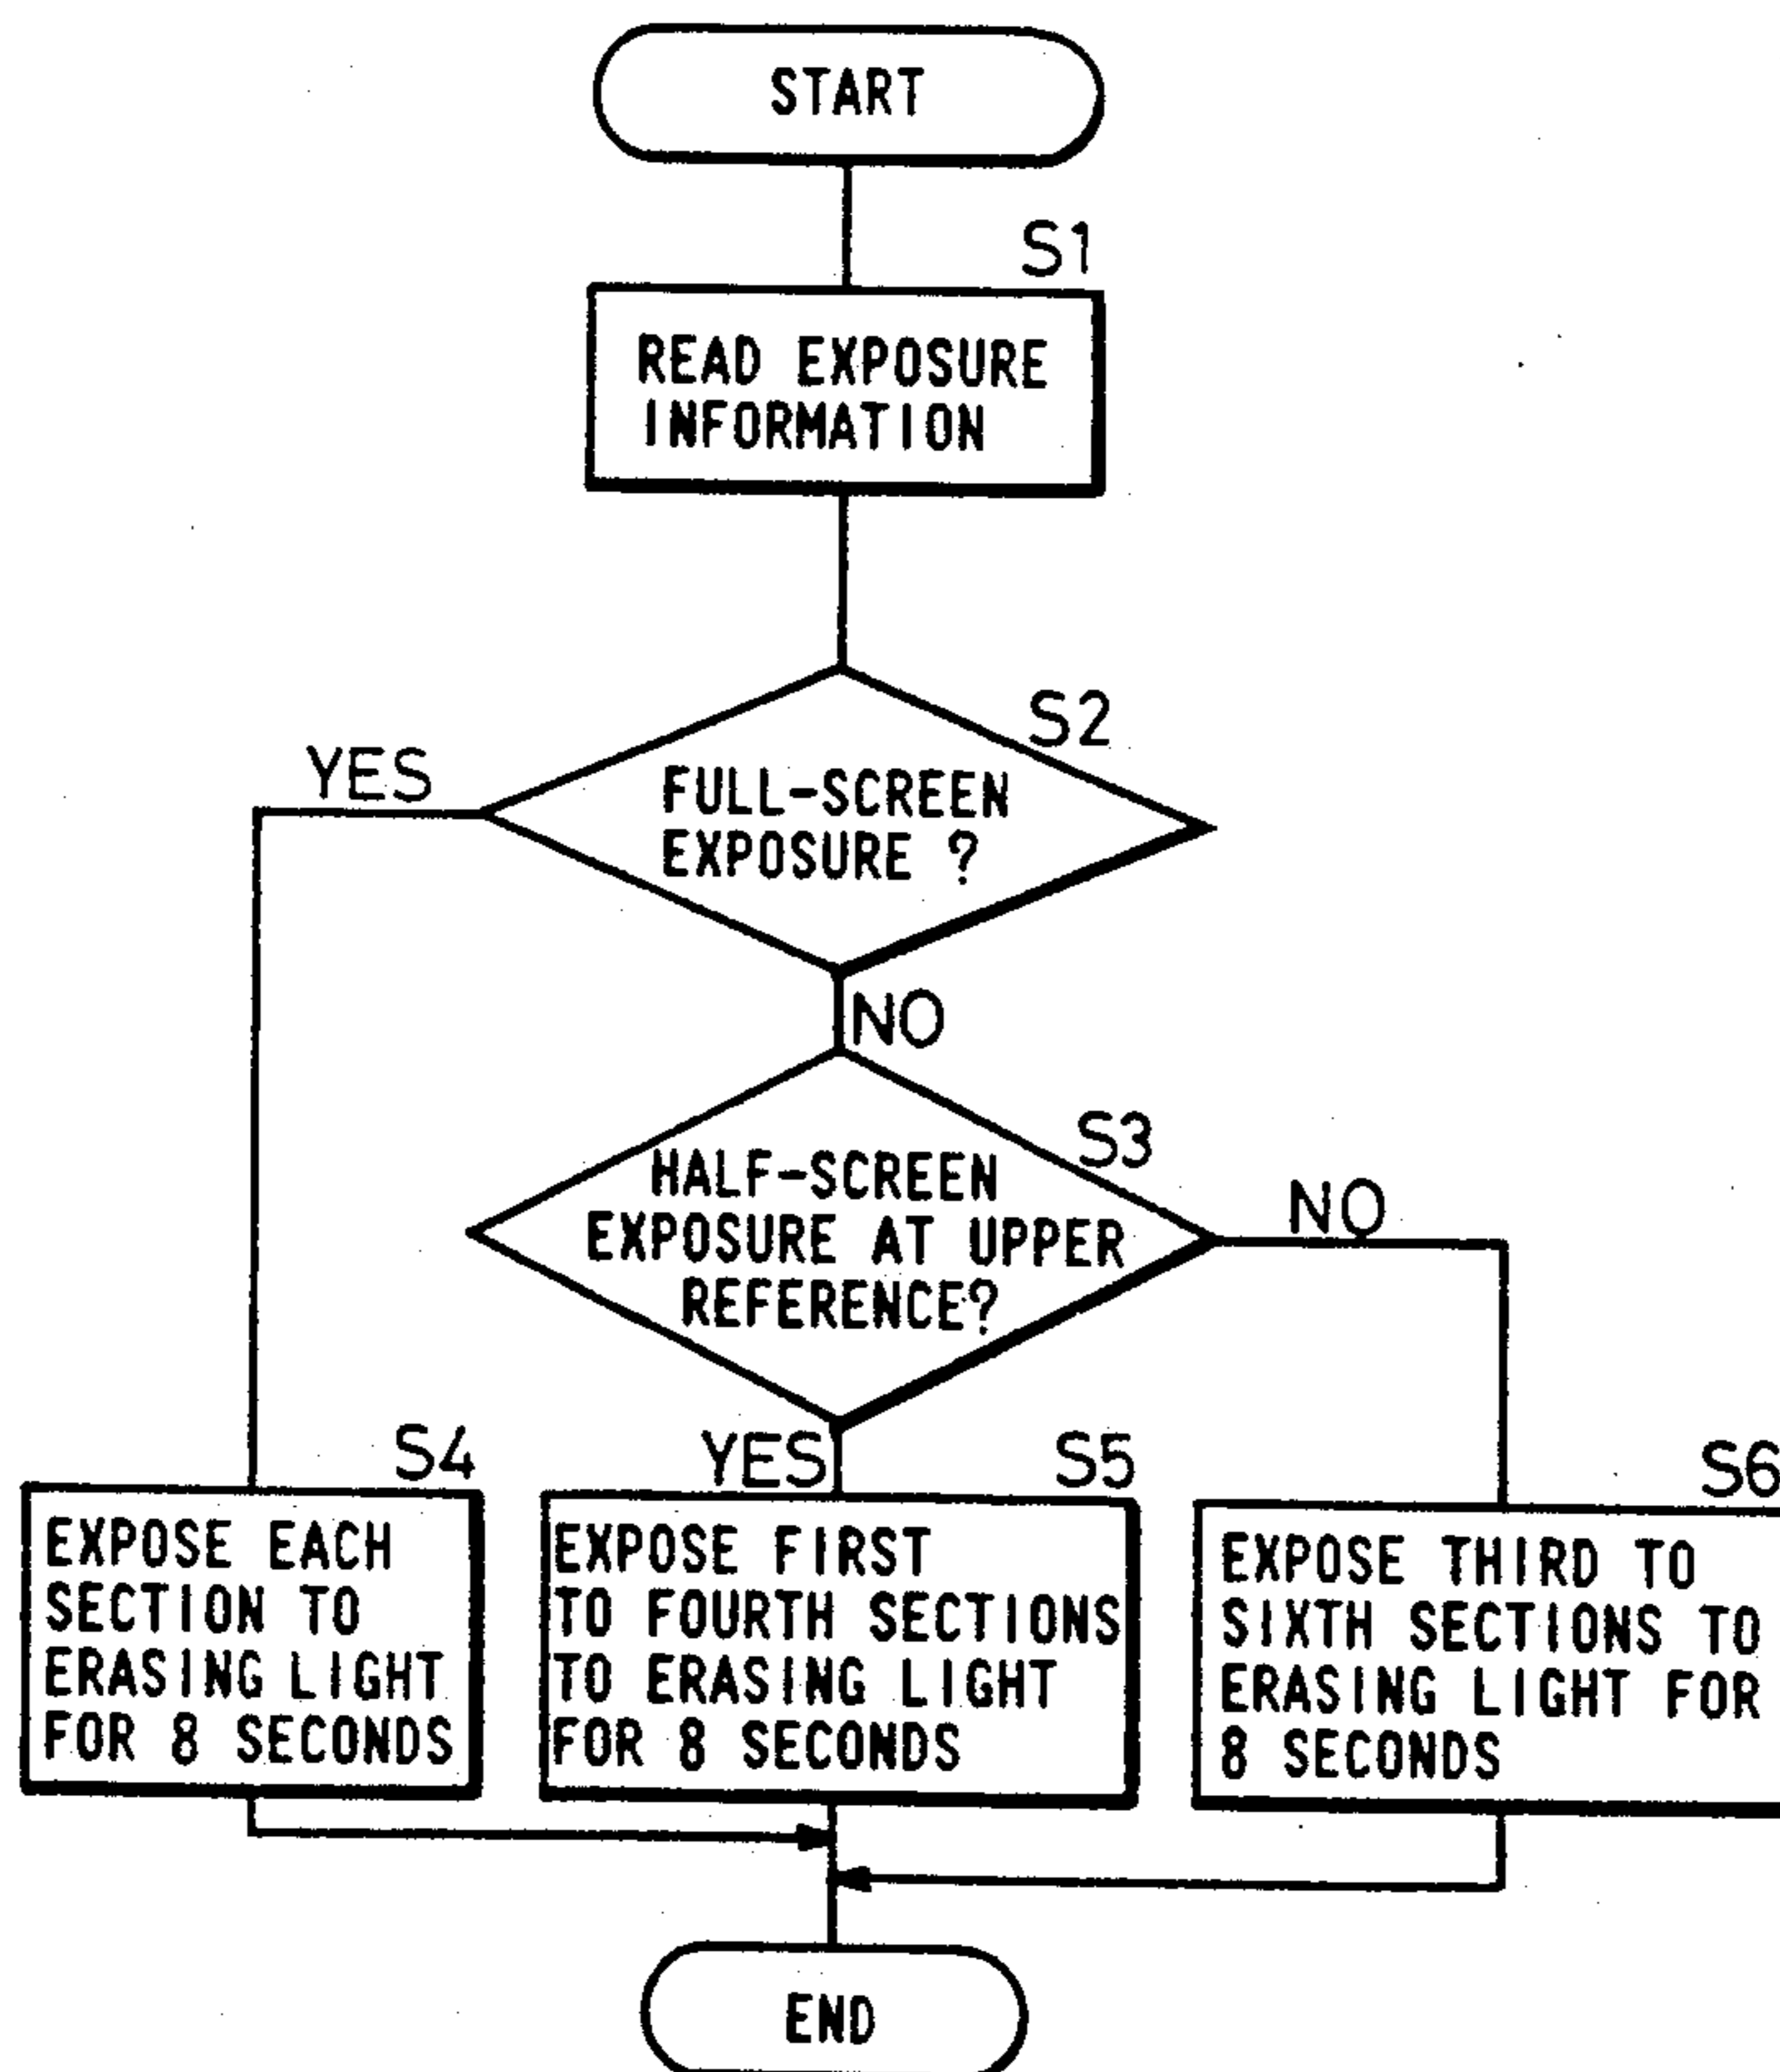 START
S1
READ EXPOSURE
INFORMATION
S2
YES
FULL-SCREEN
EXPOSURE ?
NO
S3
HALF-SCREEN
EXPOSURE AT UPPER
REFERENCE?
NO
YES
S4
EXPOSE EACH
SECTION TO
ERASING LIGHT
FOR 8 SECONDS
S5
EXPOSE FIRST
TO FOURTH SECTIONS
TO ERASING LIGHT
FOR 8 SECONDS
S6
EXPOSE THIRD TO
SIXTH SECTIONS TO
ERASING LIGHT FOR
8 SECONDS
END